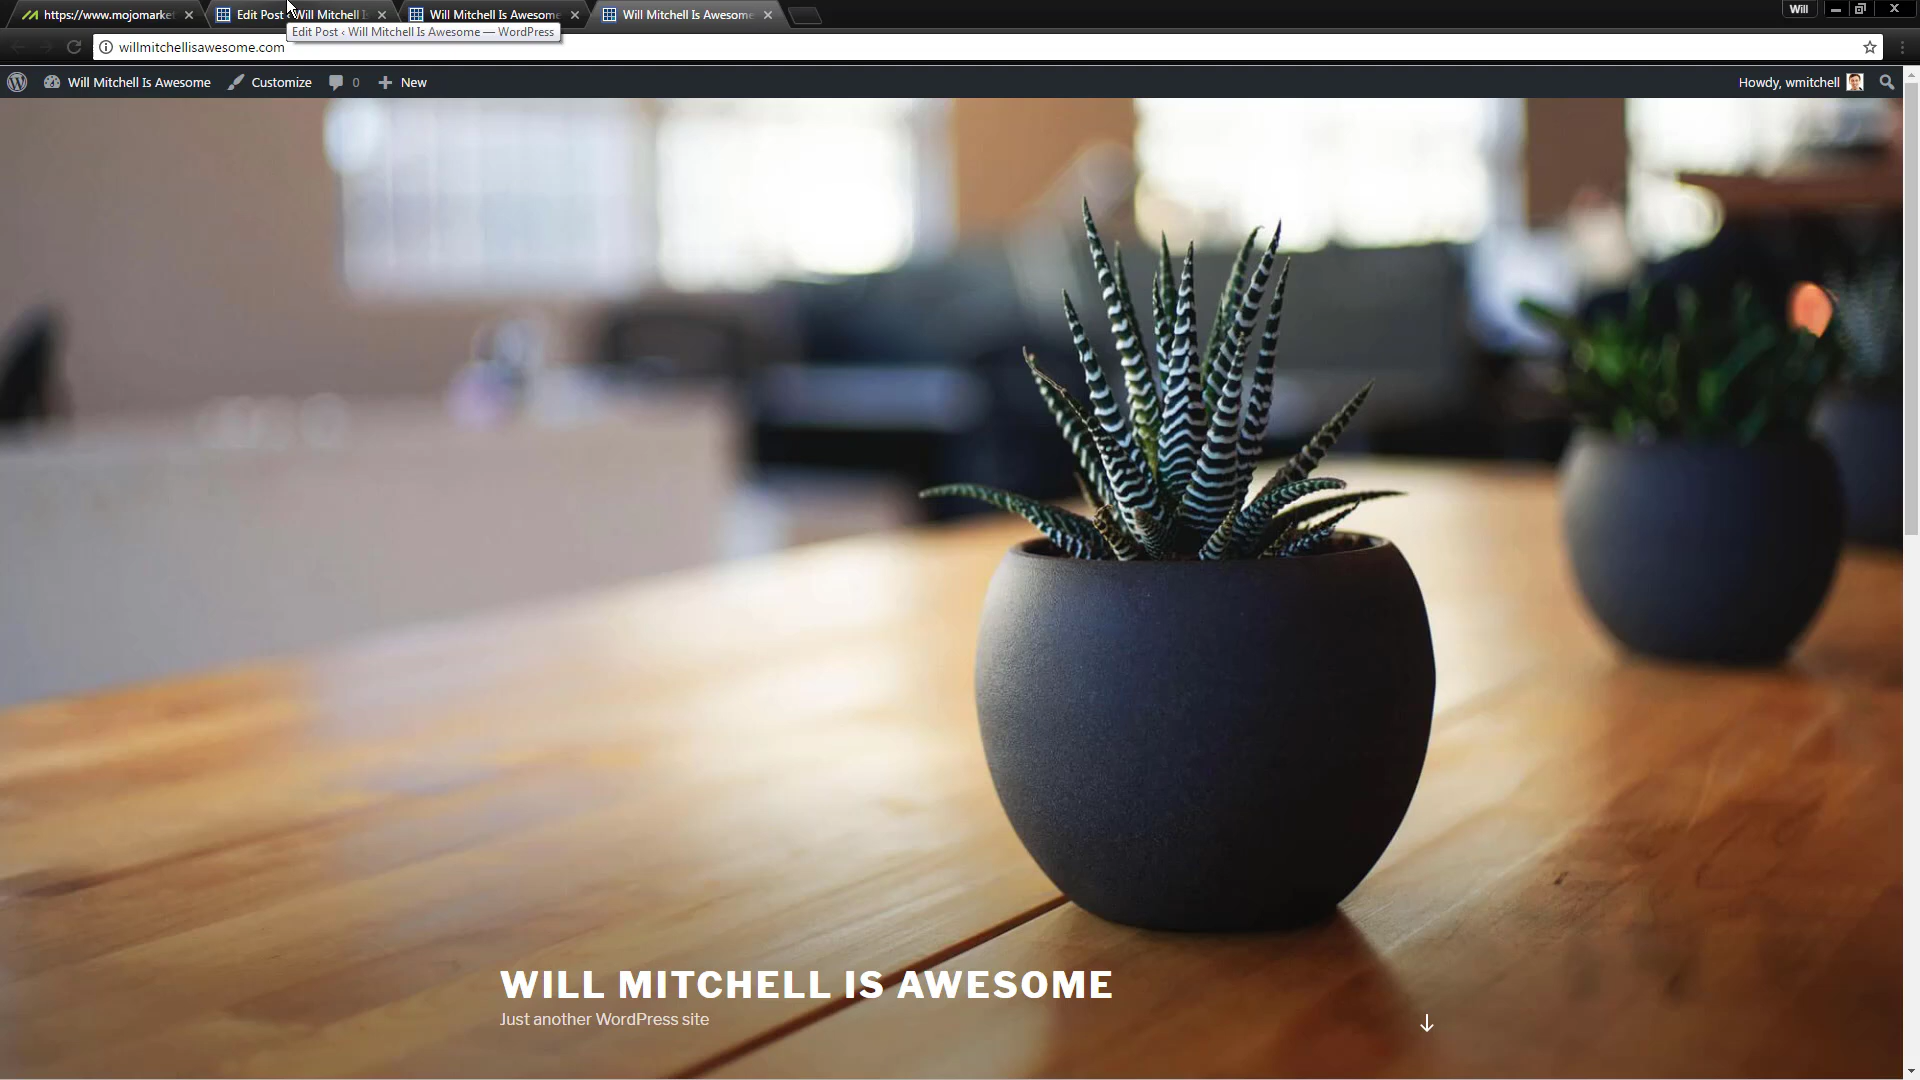 https://www.mojomarket
Edit Post ‹ Will Mitchell Is
Will Mitchell Is Awesome
Will Mitchell Is Awesome
Will
Edit Post ‹ Will Mitchell Is Awesome — WordPress
willmitchellisawesome.com
Will Mitchell Is Awesome
Customize
0
New
Howdy, wmitchell
WILL MITCHELL IS AWESOME
Just another WordPress site